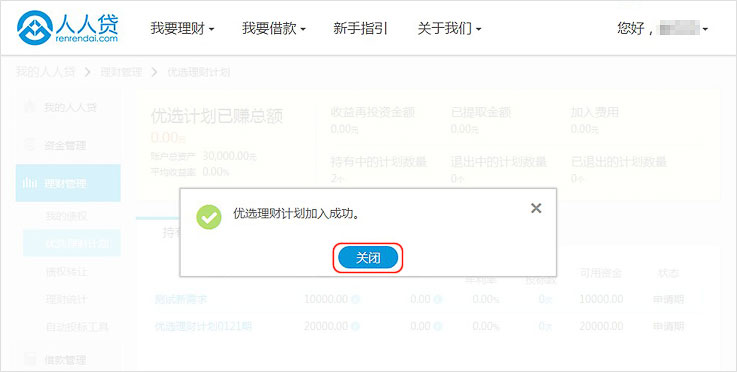 人人贷
renrendai.com
我要理财 我要借款 新手指引 关于我们 您好，
我的人人贷 理财管理 优选理财计划
我的人人贷
资金管理
理财管理
我的债权
优选理财计划
债权转让
理财统计
自动投标工具
借款管理
优选计划已赚总额
0.00元
账户总资产 30,000.00元
平均收益率 0.00%
收益再投资金额 已提取金额 加入费用
0.00元 0.00元 0.00元
持有中的计划数量 退出中的计划数量 已退出的计划数量
2个 0个 0个
优选理财计划加入成功。
关闭
持有
年利率 投标数 可用资金 状态
测试新需求 10000.00 0.00 0.00% 0次 10000.00 申请期
优选理财计划0121期 20000.00 0.00 0.00% 0次 20000.00 申请期